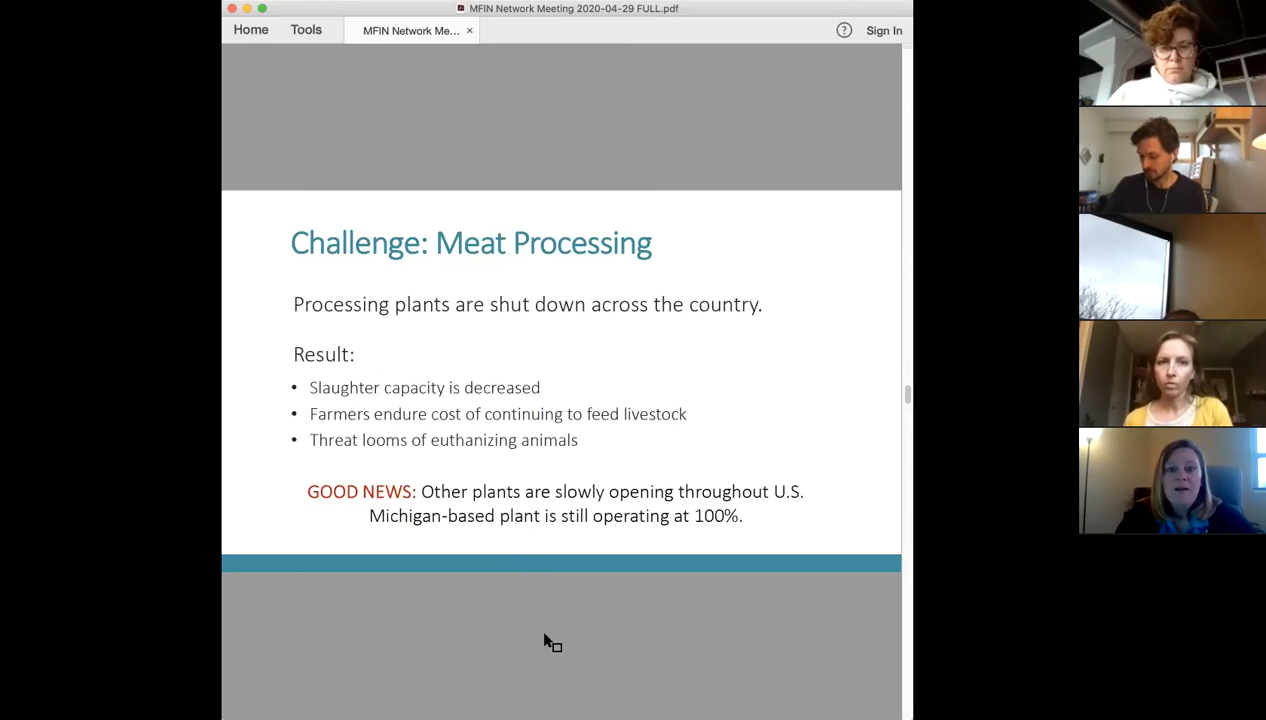 MFIN Network Meeting 2020-04-29 FULL.pdf
Home Tools MFIN Network Me... × ? Sign In
Challenge: Meat Processing
Processing plants are shut down across the country.
Result:
• Slaughter capacity is decreased
• Farmers endure cost of continuing to feed livestock
• Threat looms of euthanizing animals
GOOD NEWS: Other plants are slowly opening throughout U.S.
Michigan-based plant is still operating at 100%.